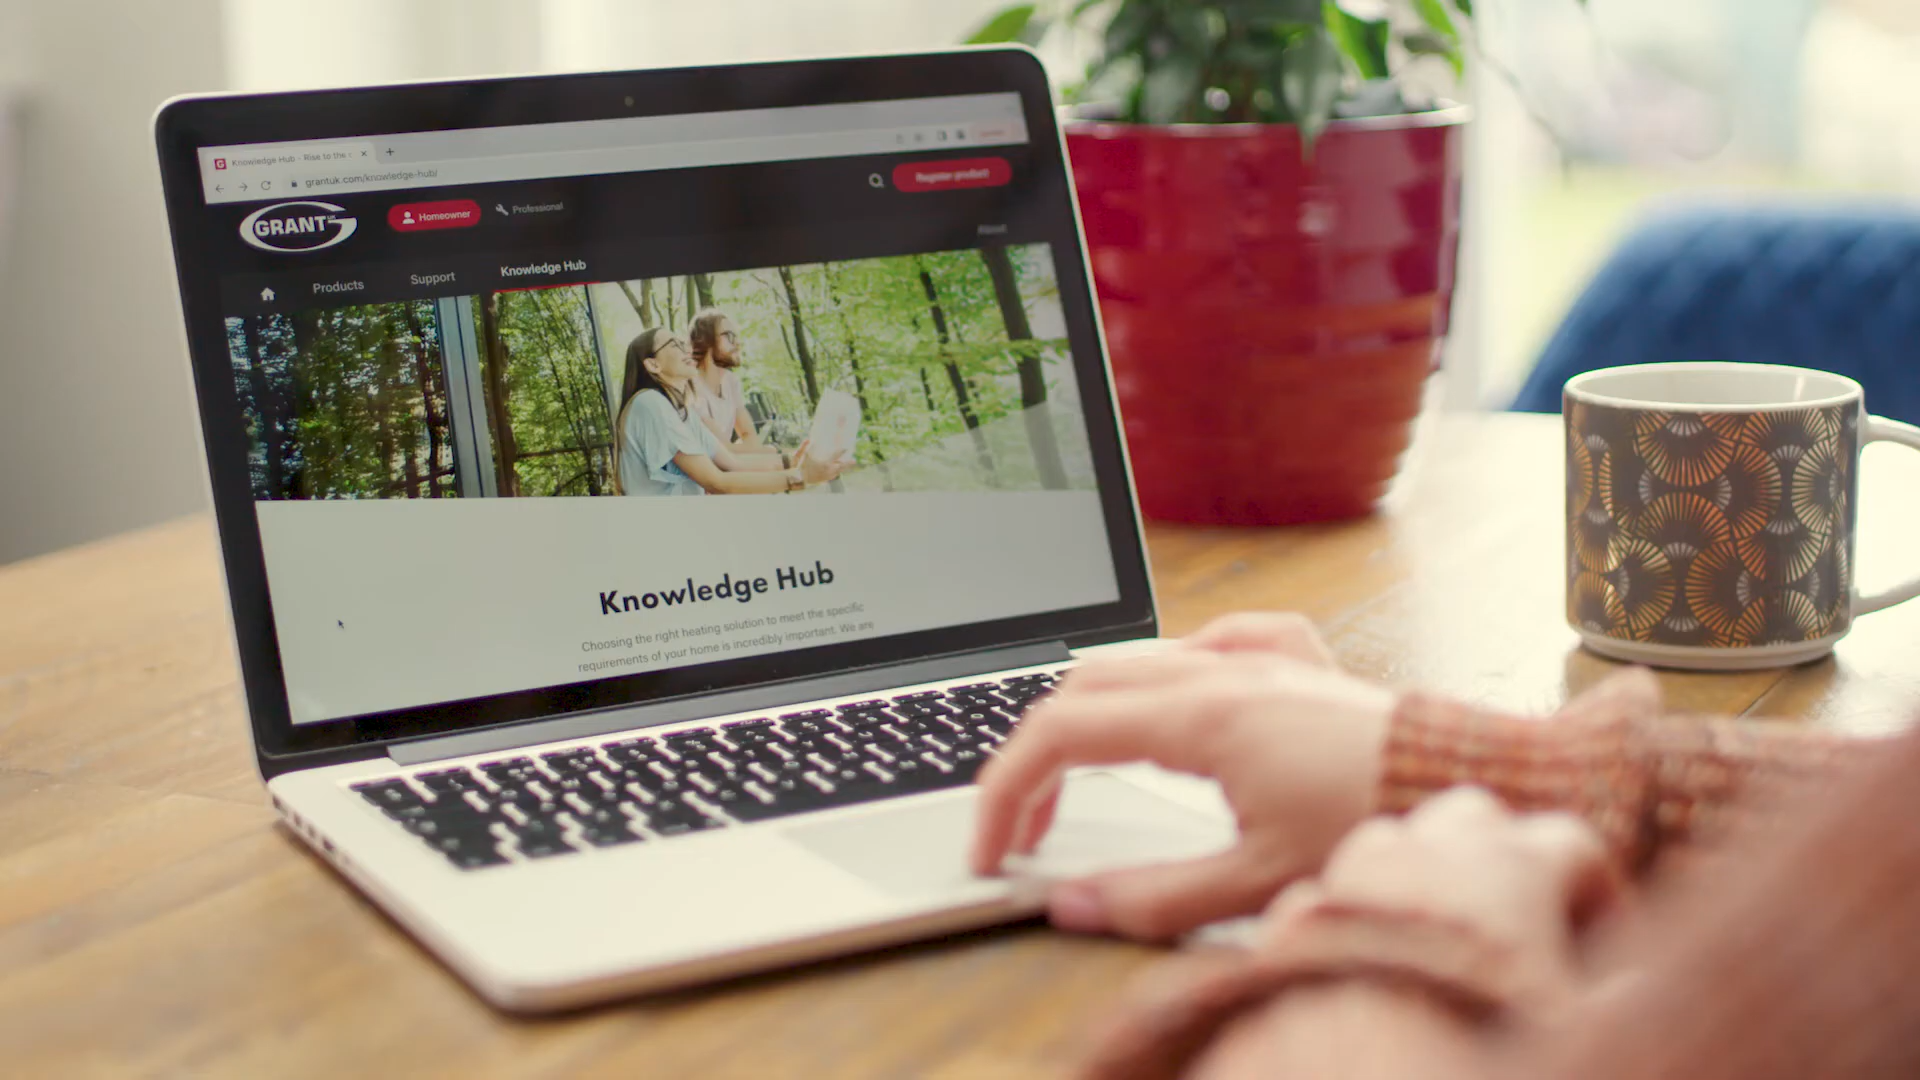 Knowledge Hub - Rise to the c
grantuk.com/knowledge-hub/
GRANT UK
Homeowner
Professional
Register product
About
Products
Support
Knowledge Hub
Knowledge Hub
Choosing the right heating solution to meet the specific
requirements of your home is incredibly important. We are